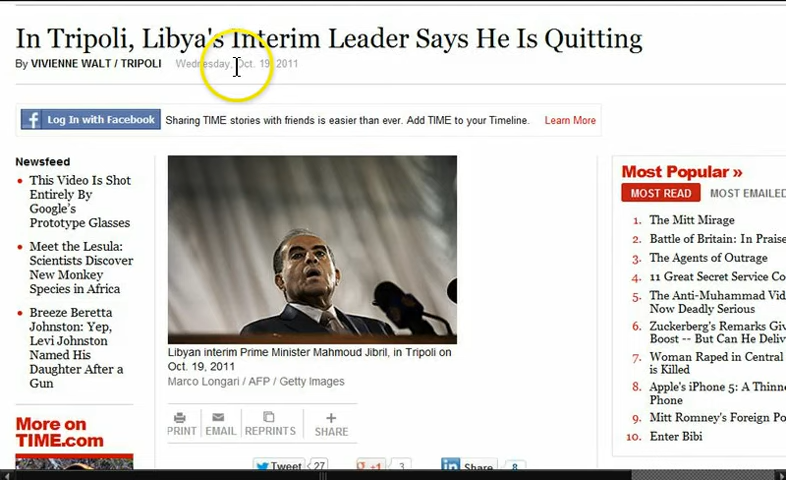 In Tripoli, Libya's Interim Leader Says He Is Quitting
By VIVIENNE WALT / TRIPOLI Wednesday, Oct. 19, 2011
Log In with Facebook Sharing TIME stories with friends is easier than ever. Add TIME to your Timeline. Learn More
Newsfeed
This Video Is Shot
Entirely By
Google's
Prototype Glasses
Meet the Lesula:
Scientists Discover
New Monkey
Species in Africa
Breeze Beretta
Johnston: Yep,
Levi Johnston
Named His
Daughter After a
Gun
More on
TIME.com
Libyan interim Prime Minister Mahmoud Jibril, in Tripoli on
Oct. 19, 2011
Marco Longari / AFP / Getty Images
PRINT EMAIL REPRINTS SHARE
Tweet 27 +1 3 Share 8
Most Popular »
MOST READ MOST EMAILED
1. The Mitt Mirage
2. Battle of Britain: In Praise
3. The Agents of Outrage
4. 11 Great Secret Service Co
5. The Anti-Muhammad Vid
Now Deadly Serious
6. Zuckerberg's Remarks Giv
Boost -- But Can He Deliv
7. Woman Raped in Central
is Killed
8. Apple's iPhone 5: A Thinne
Phone
9. Mitt Romney's Foreign Po
10. Enter Bibi